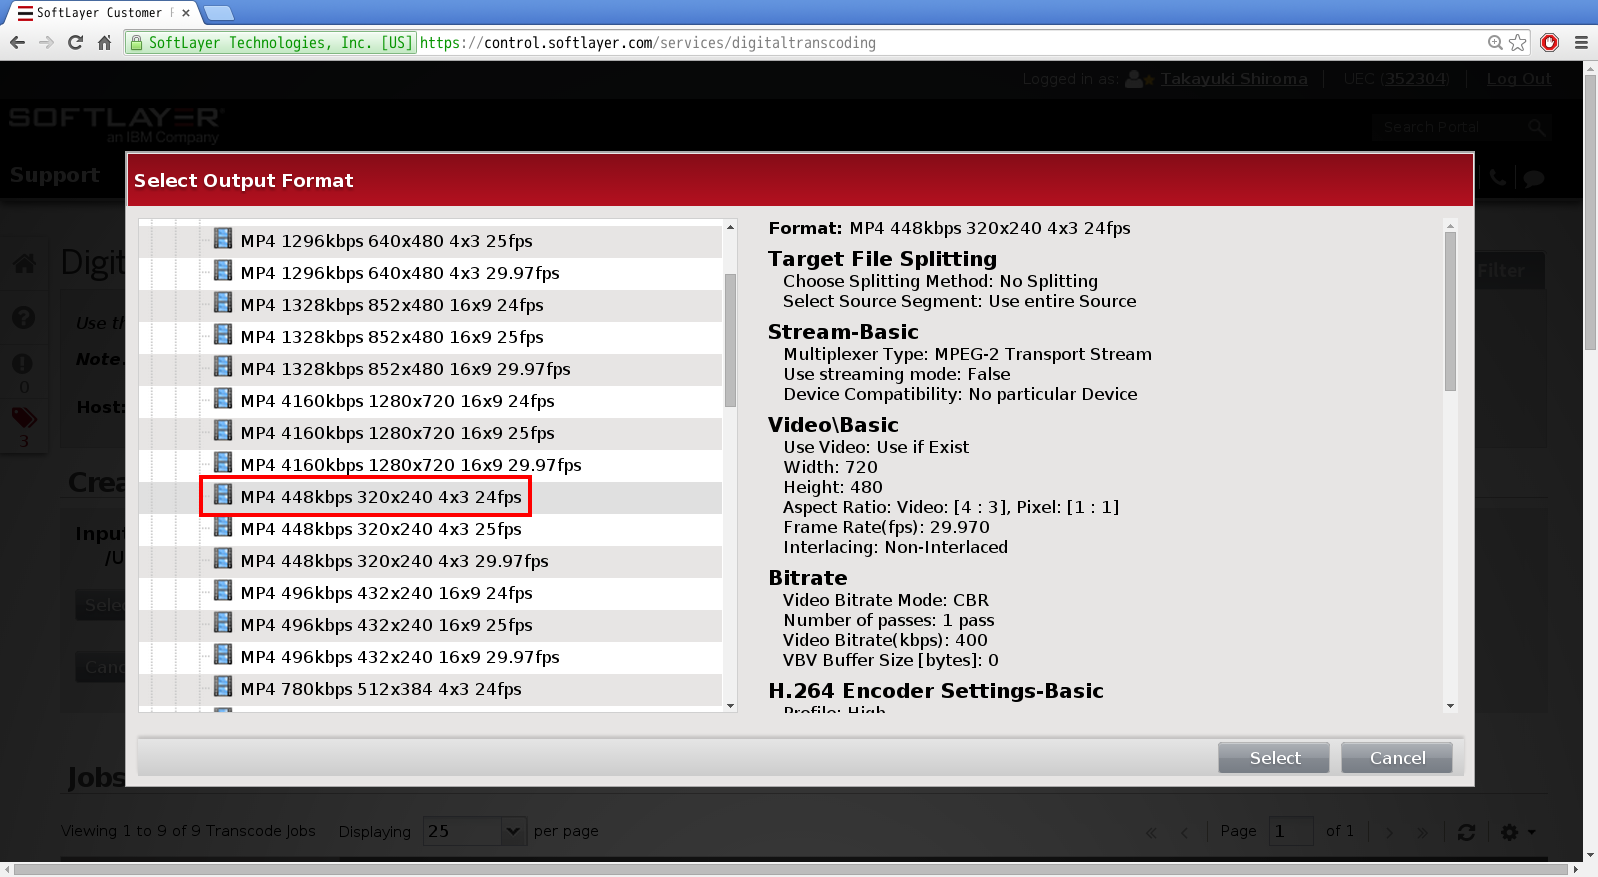 SoftLayer Customer
SoftLayer Technologies, Inc. [US] https://control.softlayer.com/services/digitaltranscoding
Logged in as: Takayuki Shiroma UEC (352304) Log Out
SOFTLAYER
an IBM Company
Search Portal
Support
Select Output Format
MP4 1296kbps 640x480 4x3 25fps
MP4 1296kbps 640x480 4x3 29.97fps
MP4 1328kbps 852x480 16x9 24fps
MP4 1328kbps 852x480 16x9 25fps
MP4 1328kbps 852x480 16x9 29.97fps
MP4 4160kbps 1280x720 16x9 24fps
MP4 4160kbps 1280x720 16x9 25fps
MP4 4160kbps 1280x720 16x9 29.97fps
MP4 448kbps 320x240 4x3 24fps
MP4 448kbps 320x240 4x3 25fps
MP4 448kbps 320x240 4x3 29.97fps
MP4 496kbps 432x240 16x9 24fps
MP4 496kbps 432x240 16x9 25fps
MP4 496kbps 432x240 16x9 29.97fps
MP4 780kbps 512x384 4x3 24fps
Format: MP4 448kbps 320x240 4x3 24fps
Target File Splitting
Choose Splitting Method: No Splitting
Select Source Segment: Use entire Source
Stream-Basic
Multiplexer Type: MPEG-2 Transport Stream
Use streaming mode: False
Device Compatibility: No particular Device
Video\Basic
Use Video: Use if Exist
Width: 720
Height: 480
Aspect Ratio: Video: [4 : 3], Pixel: [1 : 1]
Frame Rate(fps): 29.970
Interlacing: Non-Interlaced
Bitrate
Video Bitrate Mode: CBR
Number of passes: 1 pass
Video Bitrate(kbps): 400
VBV Buffer Size [bytes]: 0
H.264 Encoder Settings-Basic
Profile: High
Select Cancel
Digit
Filter
Use th
Note.
0
Host:
3
Crea
Input
/U
Selec
Canc
Jobs
Viewing 1 to 9 of 9 Transcode Jobs Displaying 25 per page
Page 1 of 1